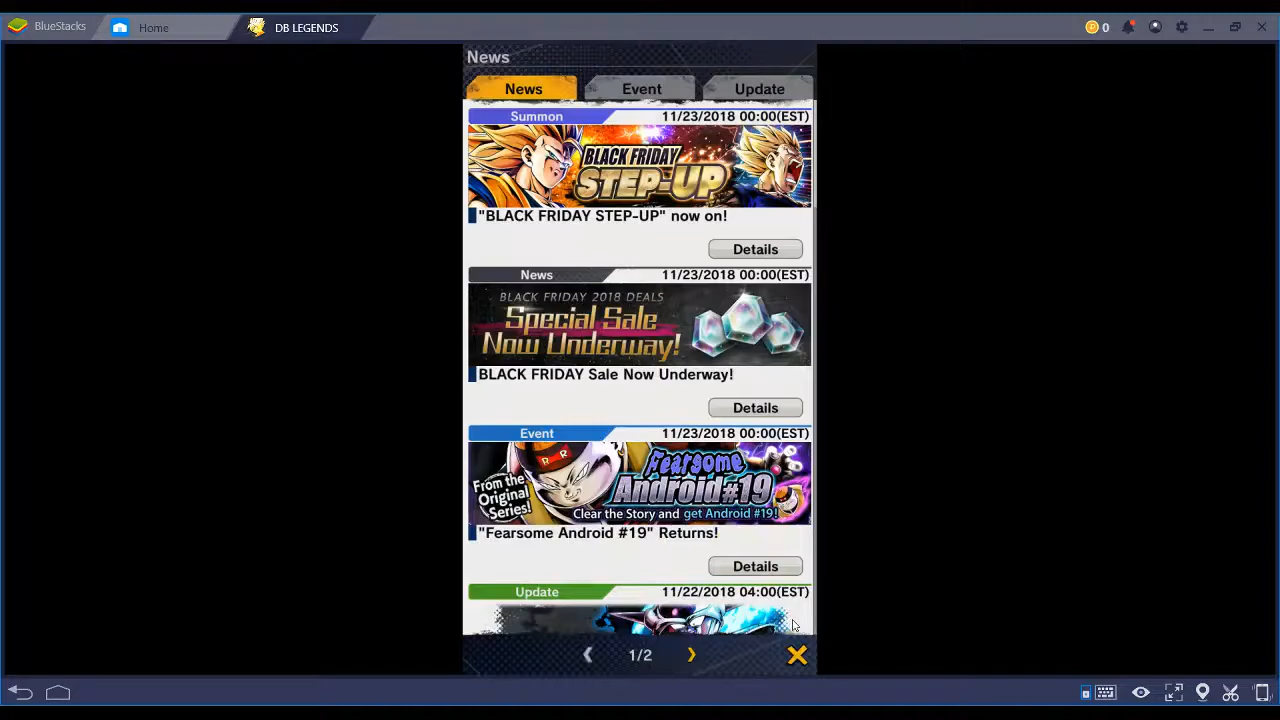 BlueStacks
Home
DB LEGENDS
0
News
News
Event
Update
Summon
11/23/2018 00:00(EST)
BLACK FRIDAY
STEP-UP
"BLACK FRIDAY STEP-UP" now on!
Details
News
11/23/2018 00:00(EST)
BLACK FRIDAY 2018 DEALS
Special Sale
Now Underway!
BLACK FRIDAY Sale Now Underway!
Details
Event
11/23/2018 00:00(EST)
R R
From the
Original
Series!
Fearsome
Android#19
Clear the Story and get Android #19!
"Fearsome Android #19" Returns!
Details
Update
11/22/2018 04:00(EST)
1/2